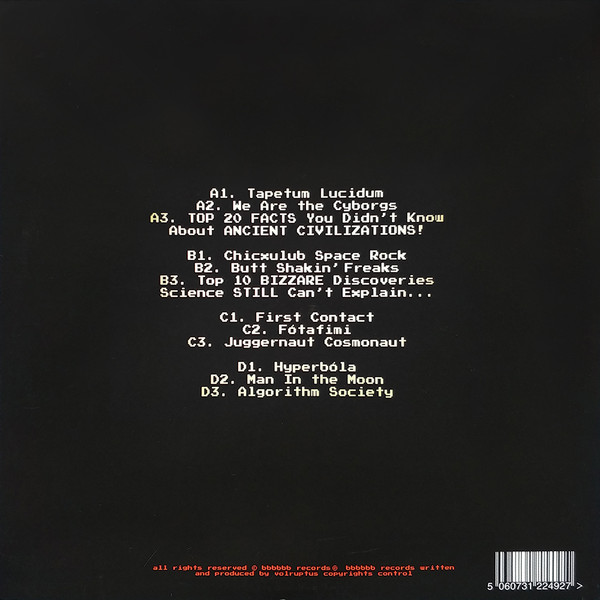 A1. Tapetum Lucidum
A2. We Are the Cyborgs
A3. TOP 20 FACTS You Didn't Know
About ANCIENT CIVILIZATIONS!
B1. Chicxulub Space Rock
B2. Butt Shakin' Freaks
B3. Top 10 BIZZARE Discoveries
Science STILL Can't Explain...
C1. First Contact
C2. Fótafimi
C3. Juggernaut Cosmonaut
D1. Hyperbóla
D2. Man In the Moon
D3. Algorithm Society
all rights reserved © bbbbbb records® bbbbbb records written
and produced by volruptus copyrights control
5 060731 224927 >